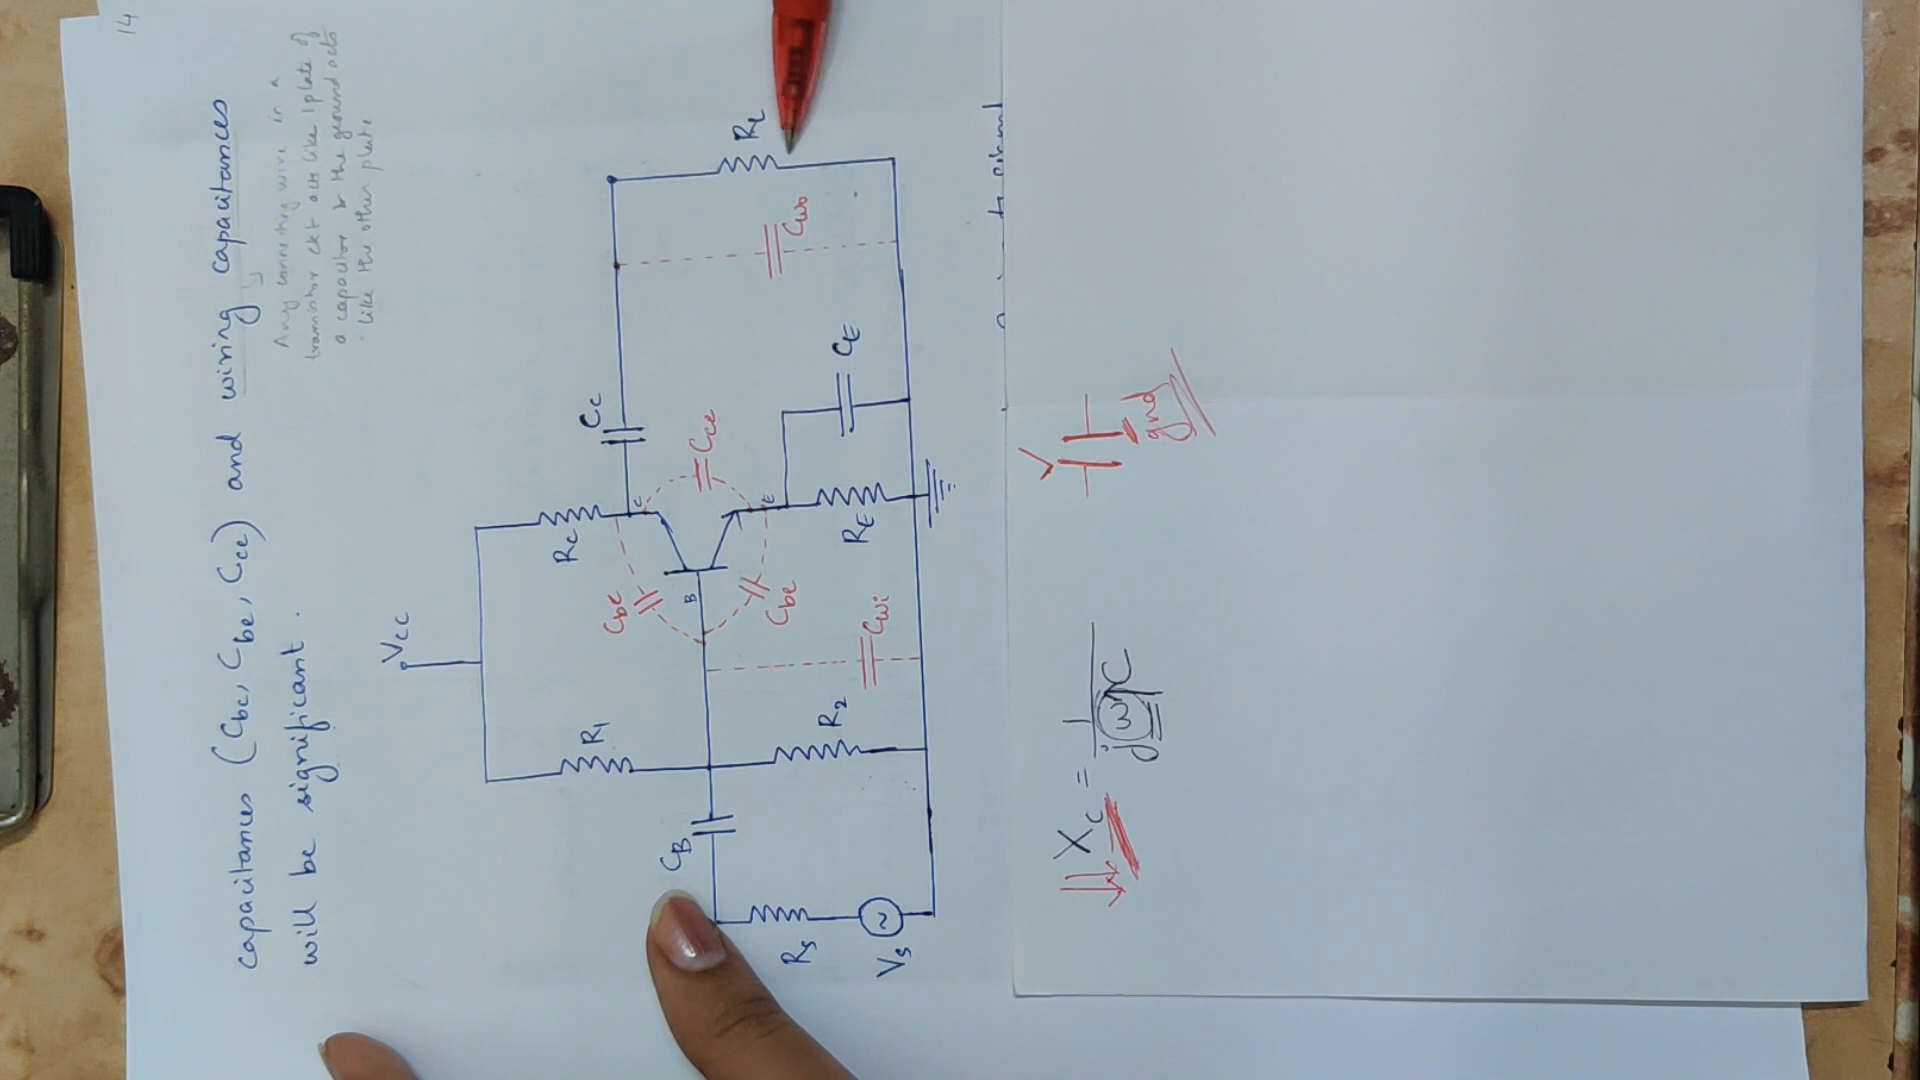 14
capacitances (Cbc, Cbe, Cce) and wiring capacitances
will be significant.
Any connecting wire in a
transistor ckt acts like 1 plate of
a capacitor & the ground acts
like the other plate
Vcc
R1
Rc
Cc
RL
Cbc
Cce
C
B
E
Cbe
Cwi
Cwo
CB
R2
RE
CE
Rs
Vs
Xc = 1
jωC
gnd